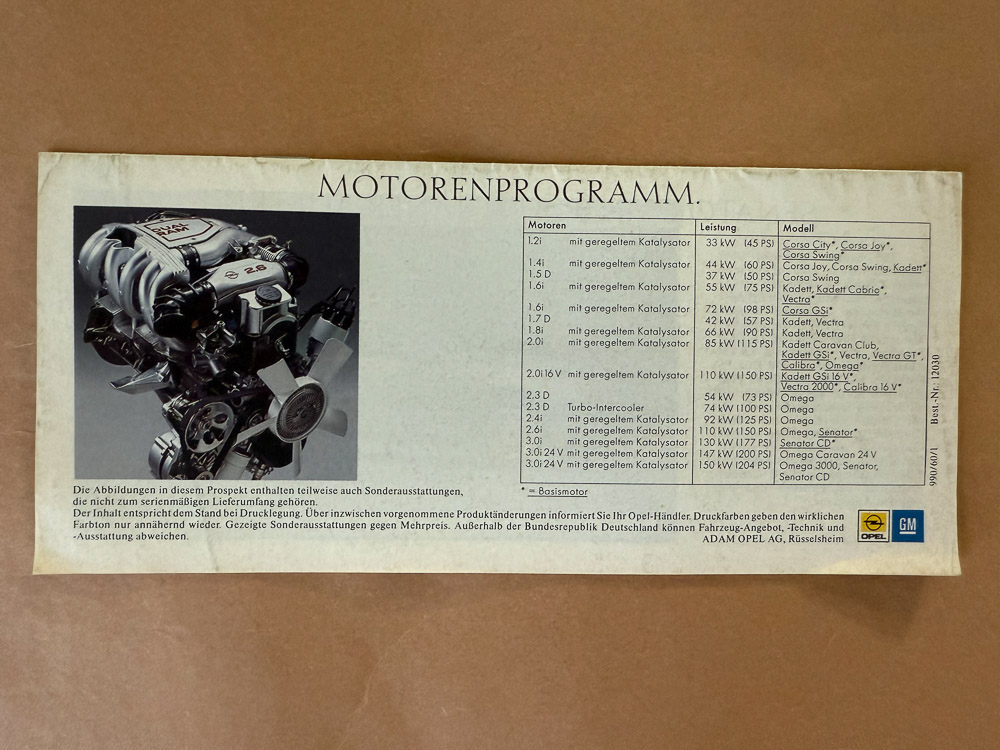 MOTORENPROGRAMM.
DUAL
RAM
2.6
Motoren Leistung Modell
1.2i mit geregeltem Katalysator 33 kW (45 PS) Corsa City*, Corsa Joy*,
Corsa Swing*
1.4i mit geregeltem Katalysator 44 kW (60 PS) Corsa Joy, Corsa Swing, Kadett*
1.5 D 37 kW (50 PS) Corsa Swing
1.6i mit geregeltem Katalysator 55 kW (75 PS) Kadett, Kadett Cabrio*,
Vectra*
1.6i mit geregeltem Katalysator 72 kW (98 PS) Corsa GSi*
1.7 D 42 kW (57 PS) Kadett, Vectra
1.8i mit geregeltem Katalysator 66 kW (90 PS) Kadett, Vectra
2.0i mit geregeltem Katalysator 85 kW (115 PS) Kadett Caravan Club,
Kadett GSi*, Vectra, Vectra GT*,
Calibra*, Omega*
2.0i 16 V mit geregeltem Katalysator 110 kW (150 PS) Kadett GSi 16 V*,
Vectra 2000*, Calibra 16 V*
2.3 D 54 kW (73 PS) Omega
2.3 D Turbo-Intercooler 74 kW (100 PS) Omega
2.4i mit geregeltem Katalysator 92 kW (125 PS) Omega
2.6i mit geregeltem Katalysator 110 kW (150 PS) Omega, Senator*
3.0i mit geregeltem Katalysator 130 kW (177 PS) Senator CD*
3.0i 24 V mit geregeltem Katalysator 147 kW (200 PS) Omega Caravan 24 V
3.0i 24 V mit geregeltem Katalysator 150 kW (204 PS) Omega 3000, Senator,
Senator CD
* = Basismotor
990/60/1 Best.-Nr.: 12030
Die Abbildungen in diesem Prospekt enthalten teilweise auch Sonderausstattungen,
die nicht zum serienmäßigen Lieferumfang gehören.
Der Inhalt entspricht dem Stand bei Drucklegung. Über inzwischen vorgenommene Produktänderungen informiert Sie Ihr Opel-Händler. Druckfarben geben den wirklichen
Farbton nur annähernd wieder. Gezeigte Sonderausstattungen gegen Mehrpreis. Außerhalb der Bundesrepublik Deutschland können Fahrzeug-Angebot, -Technik und
-Ausstattung abweichen. ADAM OPEL AG, Rüsselsheim
OPEL GM